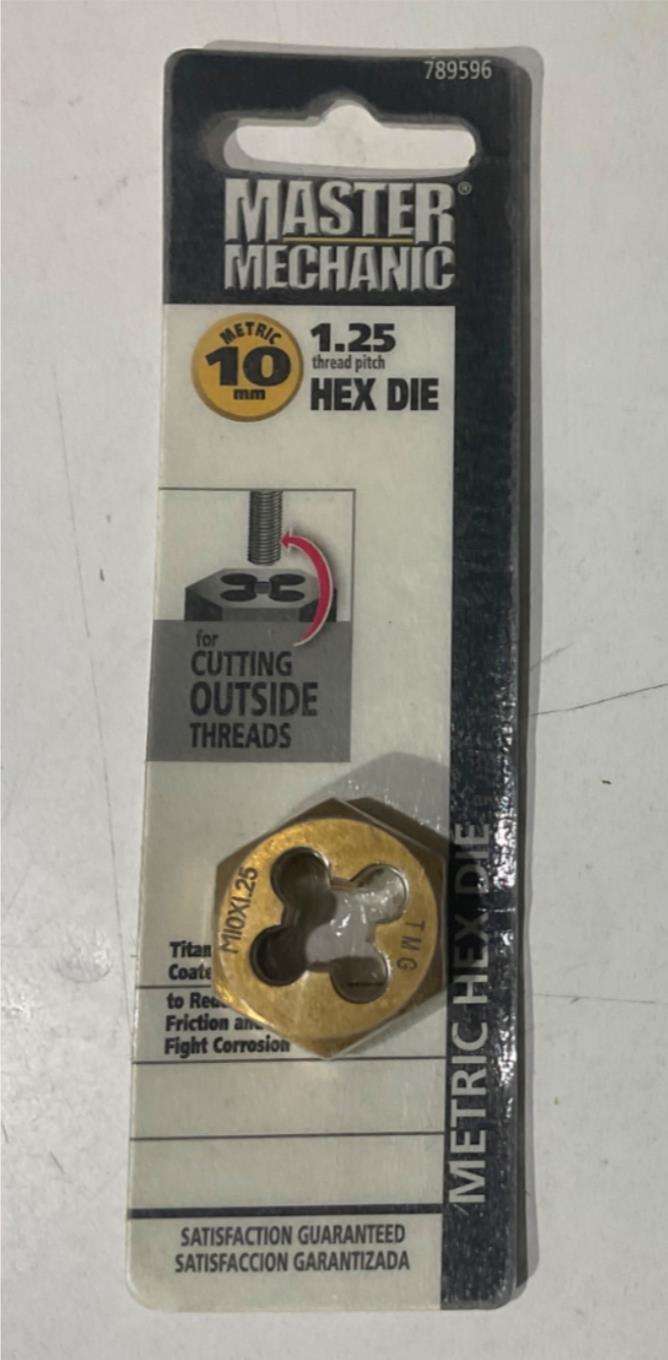 789596
MASTER®
MECHANIC
METRIC
10
mm
1.25
thread pitch
HEX DIE
for
CUTTING
OUTSIDE
THREADS
M10X1.25
TMG
to
Friction
Fight Corrosion
METRIC HEX DIE
SATISFACTION GUARANTEED
SATISFACCION GARANTIZADA